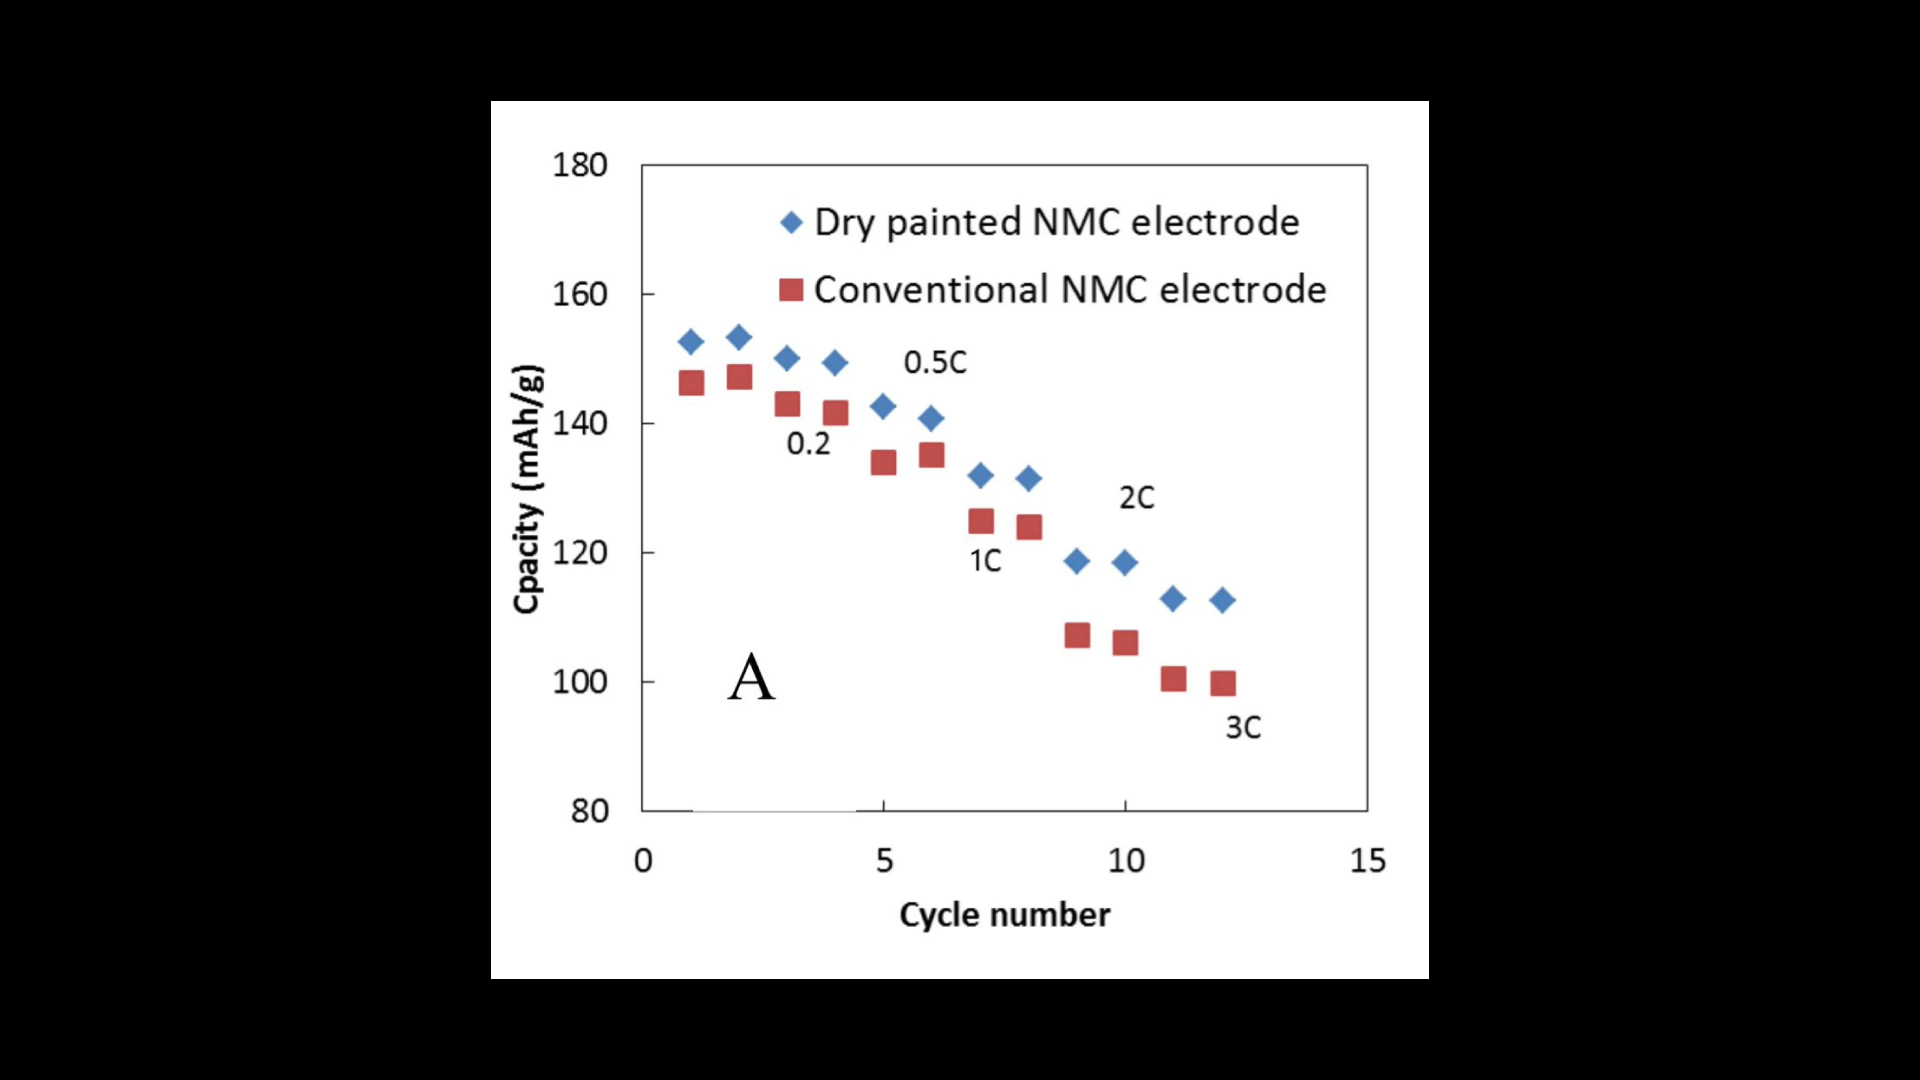 180
Dry painted NMC electrode
160
Conventional NMC electrode
0.5C
140
0.2
2C
120
1C
100
A
3C
80
0 5 10 15
Cycle number
Cpacity (mAh/g)